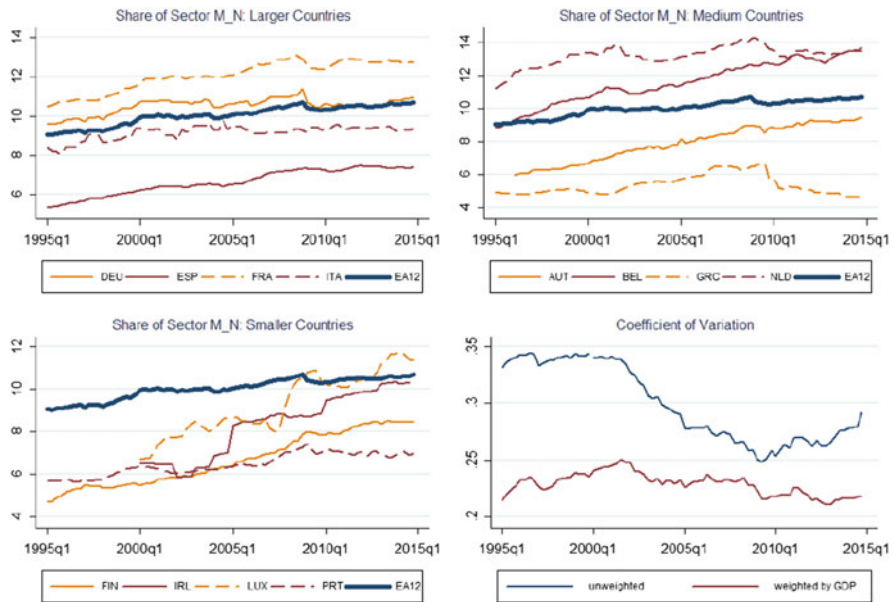 Share of Sector M_N: Larger Countries
14
12
10
8
6
1995q1 2000q1 2005q1 2010q1 2015q1
DEU ESP FRA ITA EA12
Share of Sector M_N: Medium Countries
14
12
10
8
6
4
1995q1 2000q1 2005q1 2010q1 2015q1
AUT BEL GRC NLD EA12
Share of Sector M_N: Smaller Countries
12
10
8
6
4
1995q1 2000q1 2005q1 2010q1 2015q1
FIN IRL LUX PRT EA12
Coefficient of Variation
.35
.3
.25
.2
1995q1 2000q1 2005q1 2010q1 2015q1
unweighted weighted by GDP